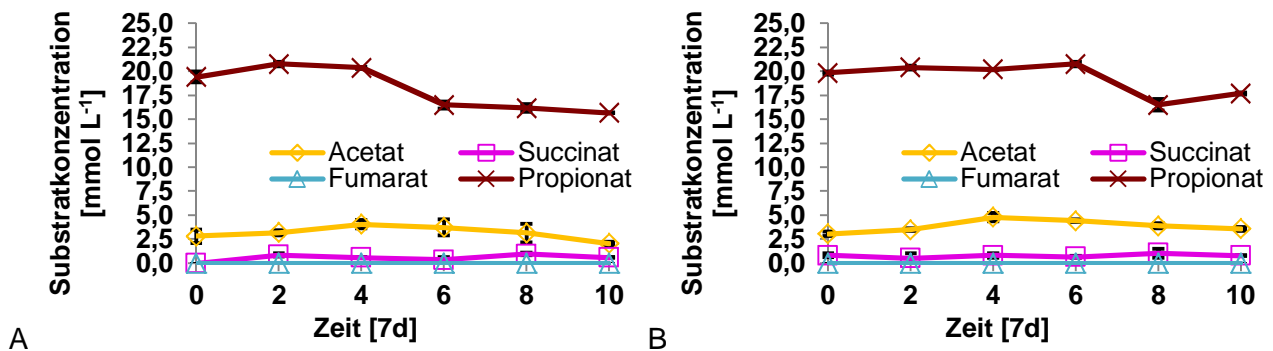 Substratkonzentration
[mmol L⁻¹]
25,0
22,5
20,0
17,5
15,0
12,5
10,0
7,5
5,0
2,5
0,0
Acetat
Succinat
Fumarat
Propionat
0 2 4 6 8 10
Zeit [7d]
A
Substratkonzentration
[mmol L⁻¹]
25,0
22,5
20,0
17,5
15,0
12,5
10,0
7,5
5,0
2,5
0,0
Acetat
Succinat
Fumarat
Propionat
0 2 4 6 8 10
Zeit [7d]
B